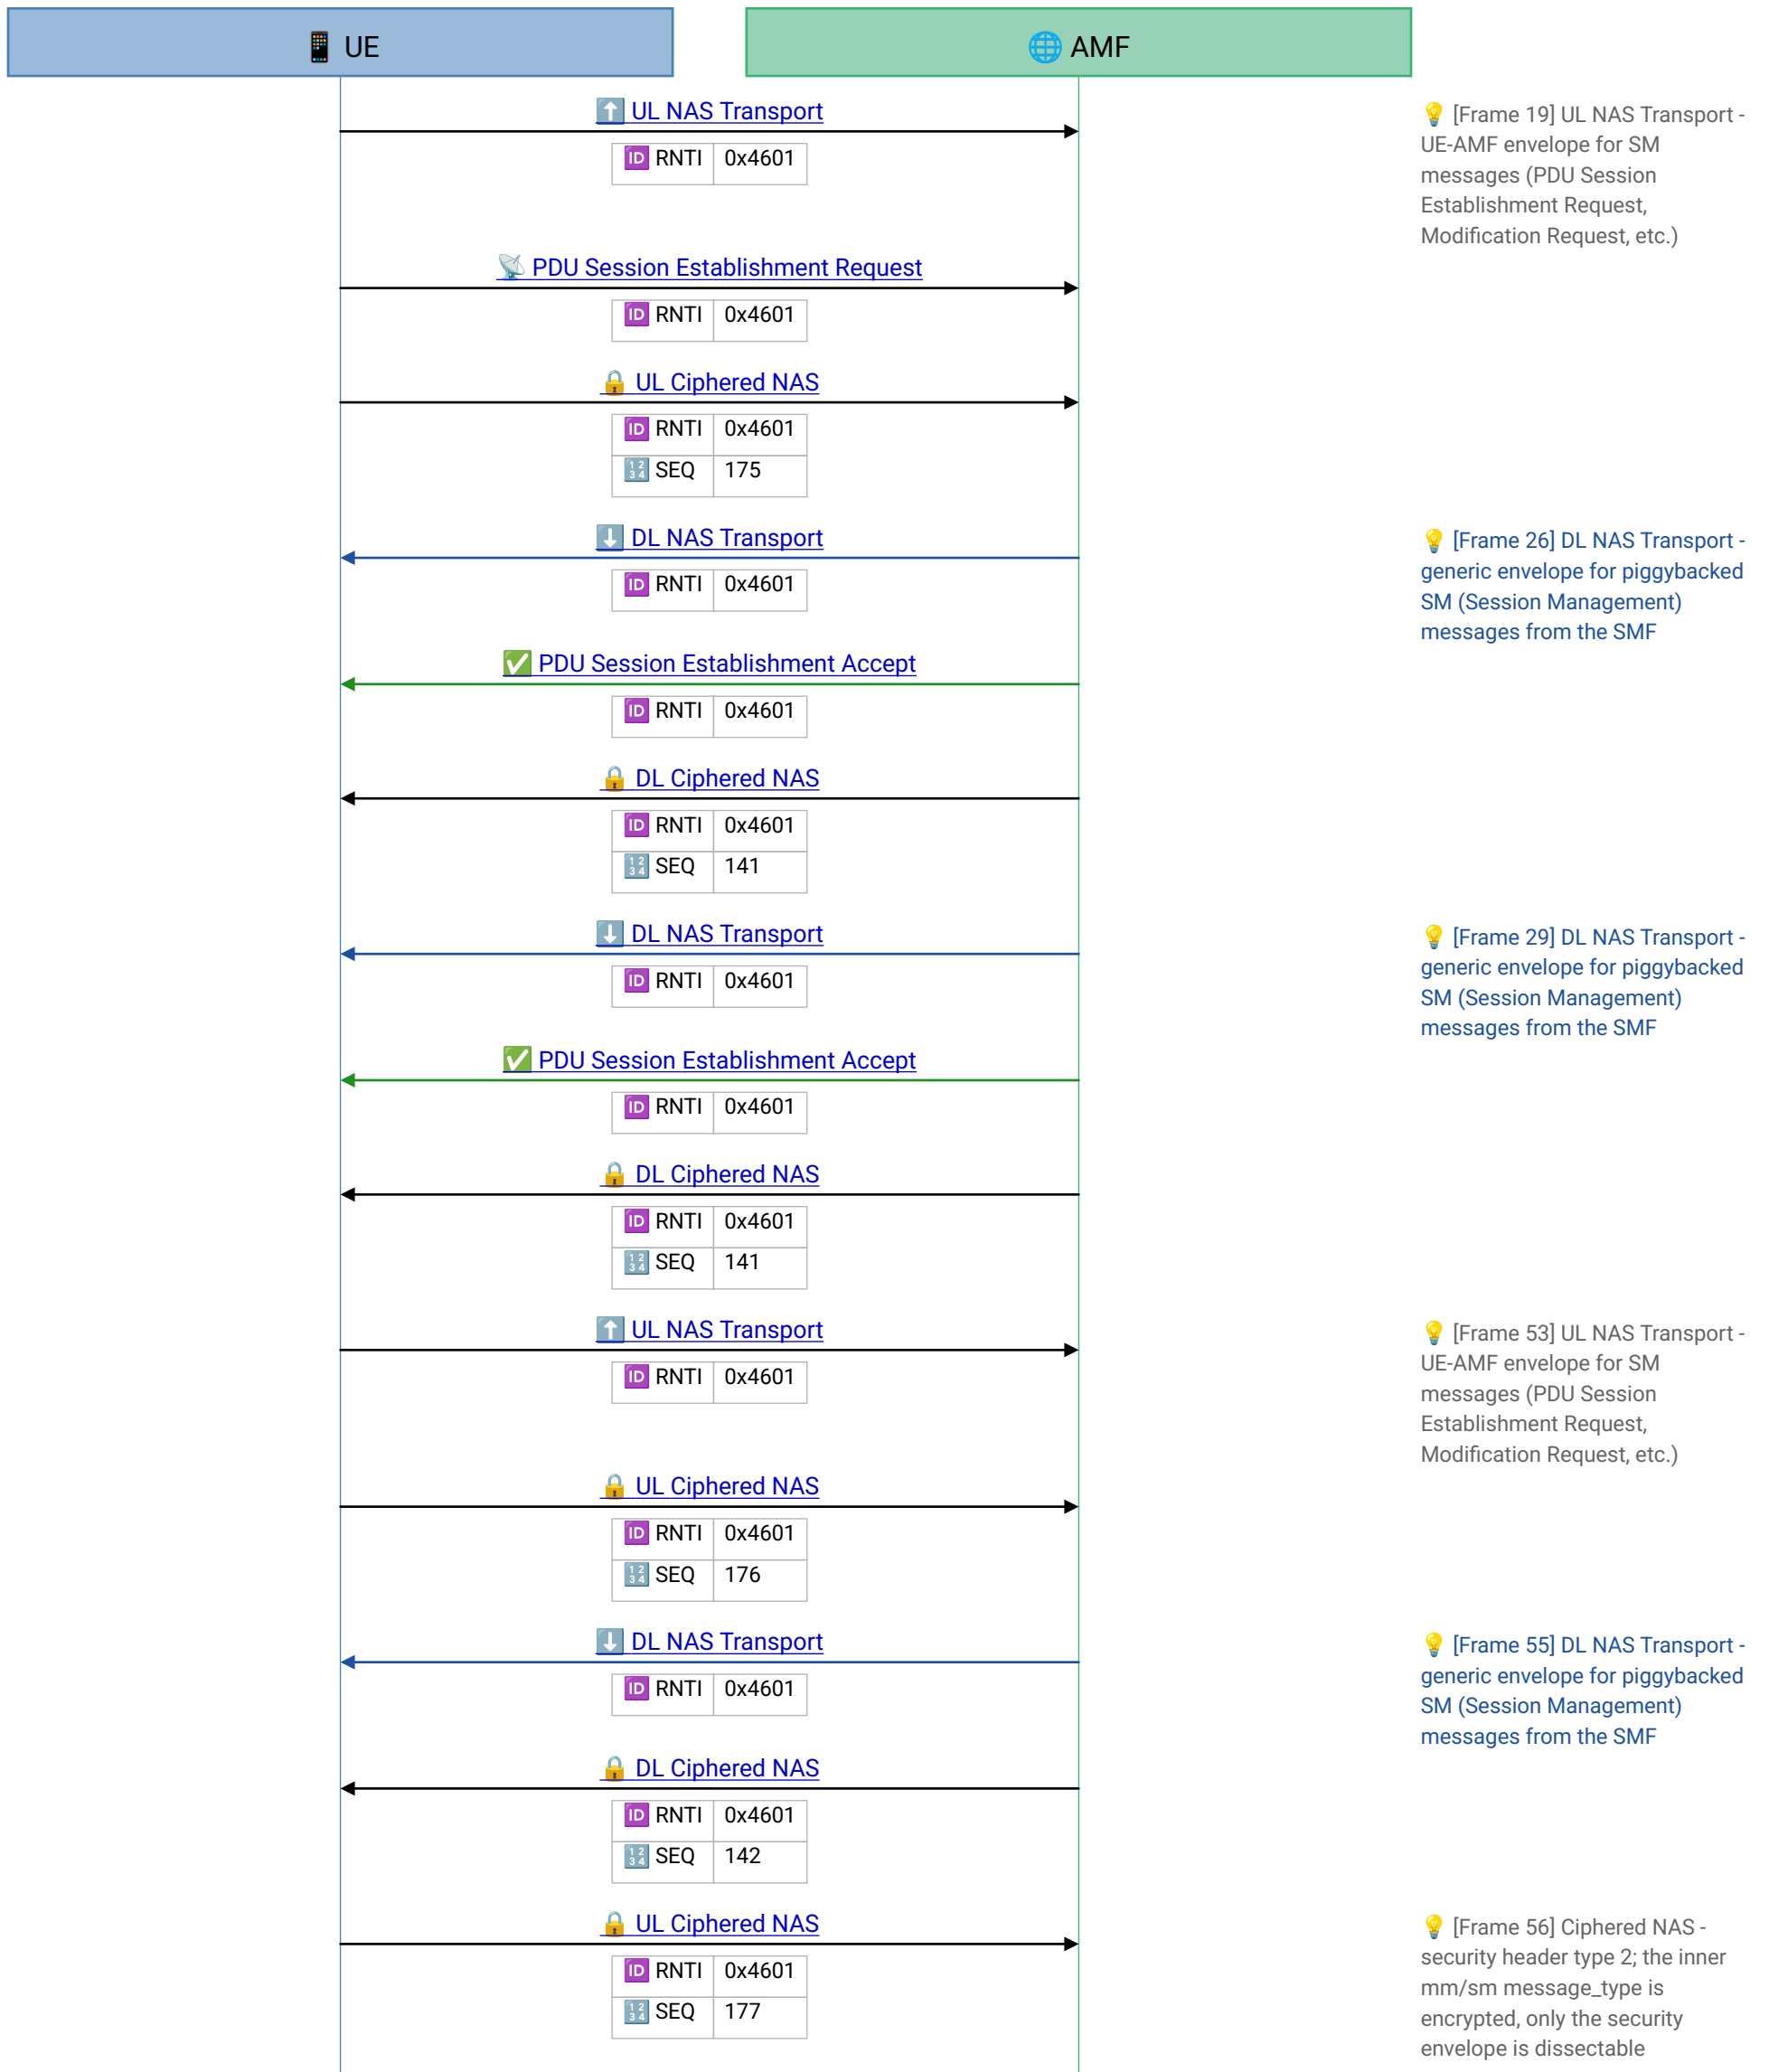 📱 UE
🌐 AMF
⬆️ UL NAS Transport
🆔 RNTI 0x4601
💡 [Frame 19] UL NAS Transport -
UE-AMF envelope for SM
messages (PDU Session
Establishment Request,
Modification Request, etc.)
📡 PDU Session Establishment Request
🆔 RNTI 0x4601
🔒 UL Ciphered NAS
🆔 RNTI 0x4601
🔢 SEQ 175
⬇️ DL NAS Transport
🆔 RNTI 0x4601
💡 [Frame 26] DL NAS Transport -
generic envelope for piggybacked
SM (Session Management)
messages from the SMF
✅ PDU Session Establishment Accept
🆔 RNTI 0x4601
🔒 DL Ciphered NAS
🆔 RNTI 0x4601
🔢 SEQ 141
⬇️ DL NAS Transport
🆔 RNTI 0x4601
💡 [Frame 29] DL NAS Transport -
generic envelope for piggybacked
SM (Session Management)
messages from the SMF
✅ PDU Session Establishment Accept
🆔 RNTI 0x4601
🔒 DL Ciphered NAS
🆔 RNTI 0x4601
🔢 SEQ 141
⬆️ UL NAS Transport
🆔 RNTI 0x4601
💡 [Frame 53] UL NAS Transport -
UE-AMF envelope for SM
messages (PDU Session
Establishment Request,
Modification Request, etc.)
🔒 UL Ciphered NAS
🆔 RNTI 0x4601
🔢 SEQ 176
⬇️ DL NAS Transport
🆔 RNTI 0x4601
💡 [Frame 55] DL NAS Transport -
generic envelope for piggybacked
SM (Session Management)
messages from the SMF
🔒 DL Ciphered NAS
🆔 RNTI 0x4601
🔢 SEQ 142
🔒 UL Ciphered NAS
🆔 RNTI 0x4601
🔢 SEQ 177
💡 [Frame 56] Ciphered NAS -
security header type 2; the inner
mm/sm message_type is
encrypted, only the security
envelope is dissectable